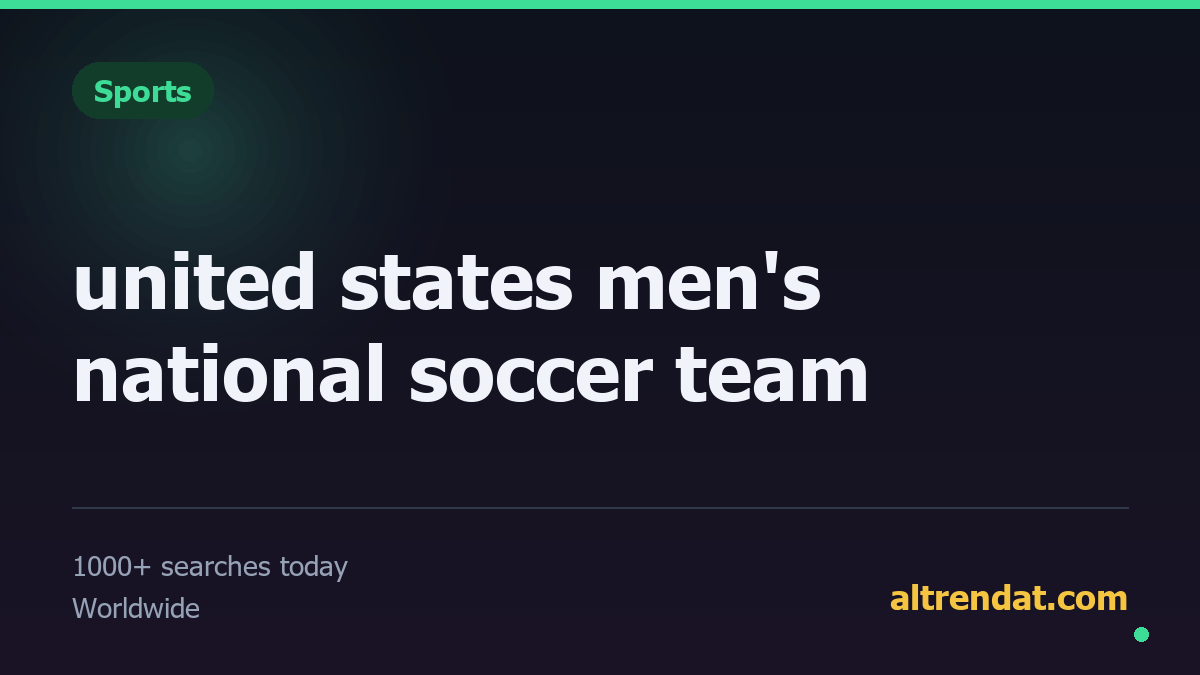 Sports
united states men's
national soccer team
1000+ searches today
Worldwide
altrendat.com